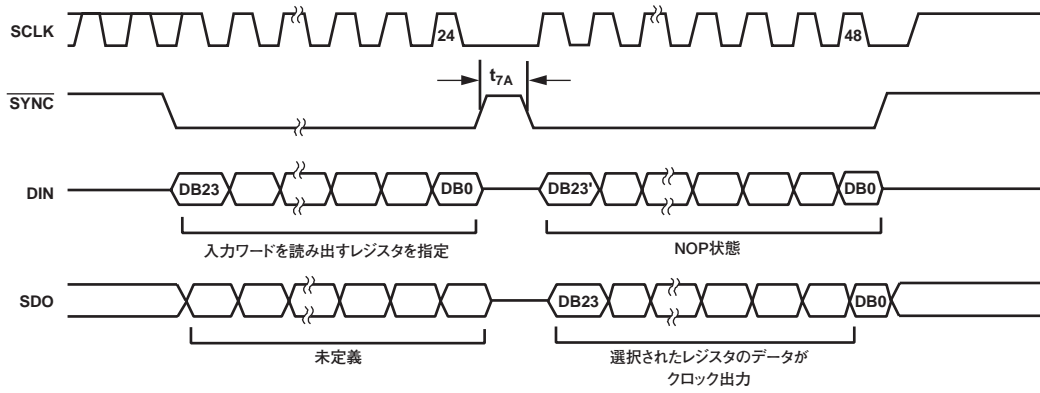 SCLK
24
48
t7A
SYNC
DIN
DB23
DB0
DB23'
DB0
入力ワードを読み出すレジスタを指定
NOP状態
SDO
DB23
DB0
未定義
選択されたレジスタのデータが
クロック出力